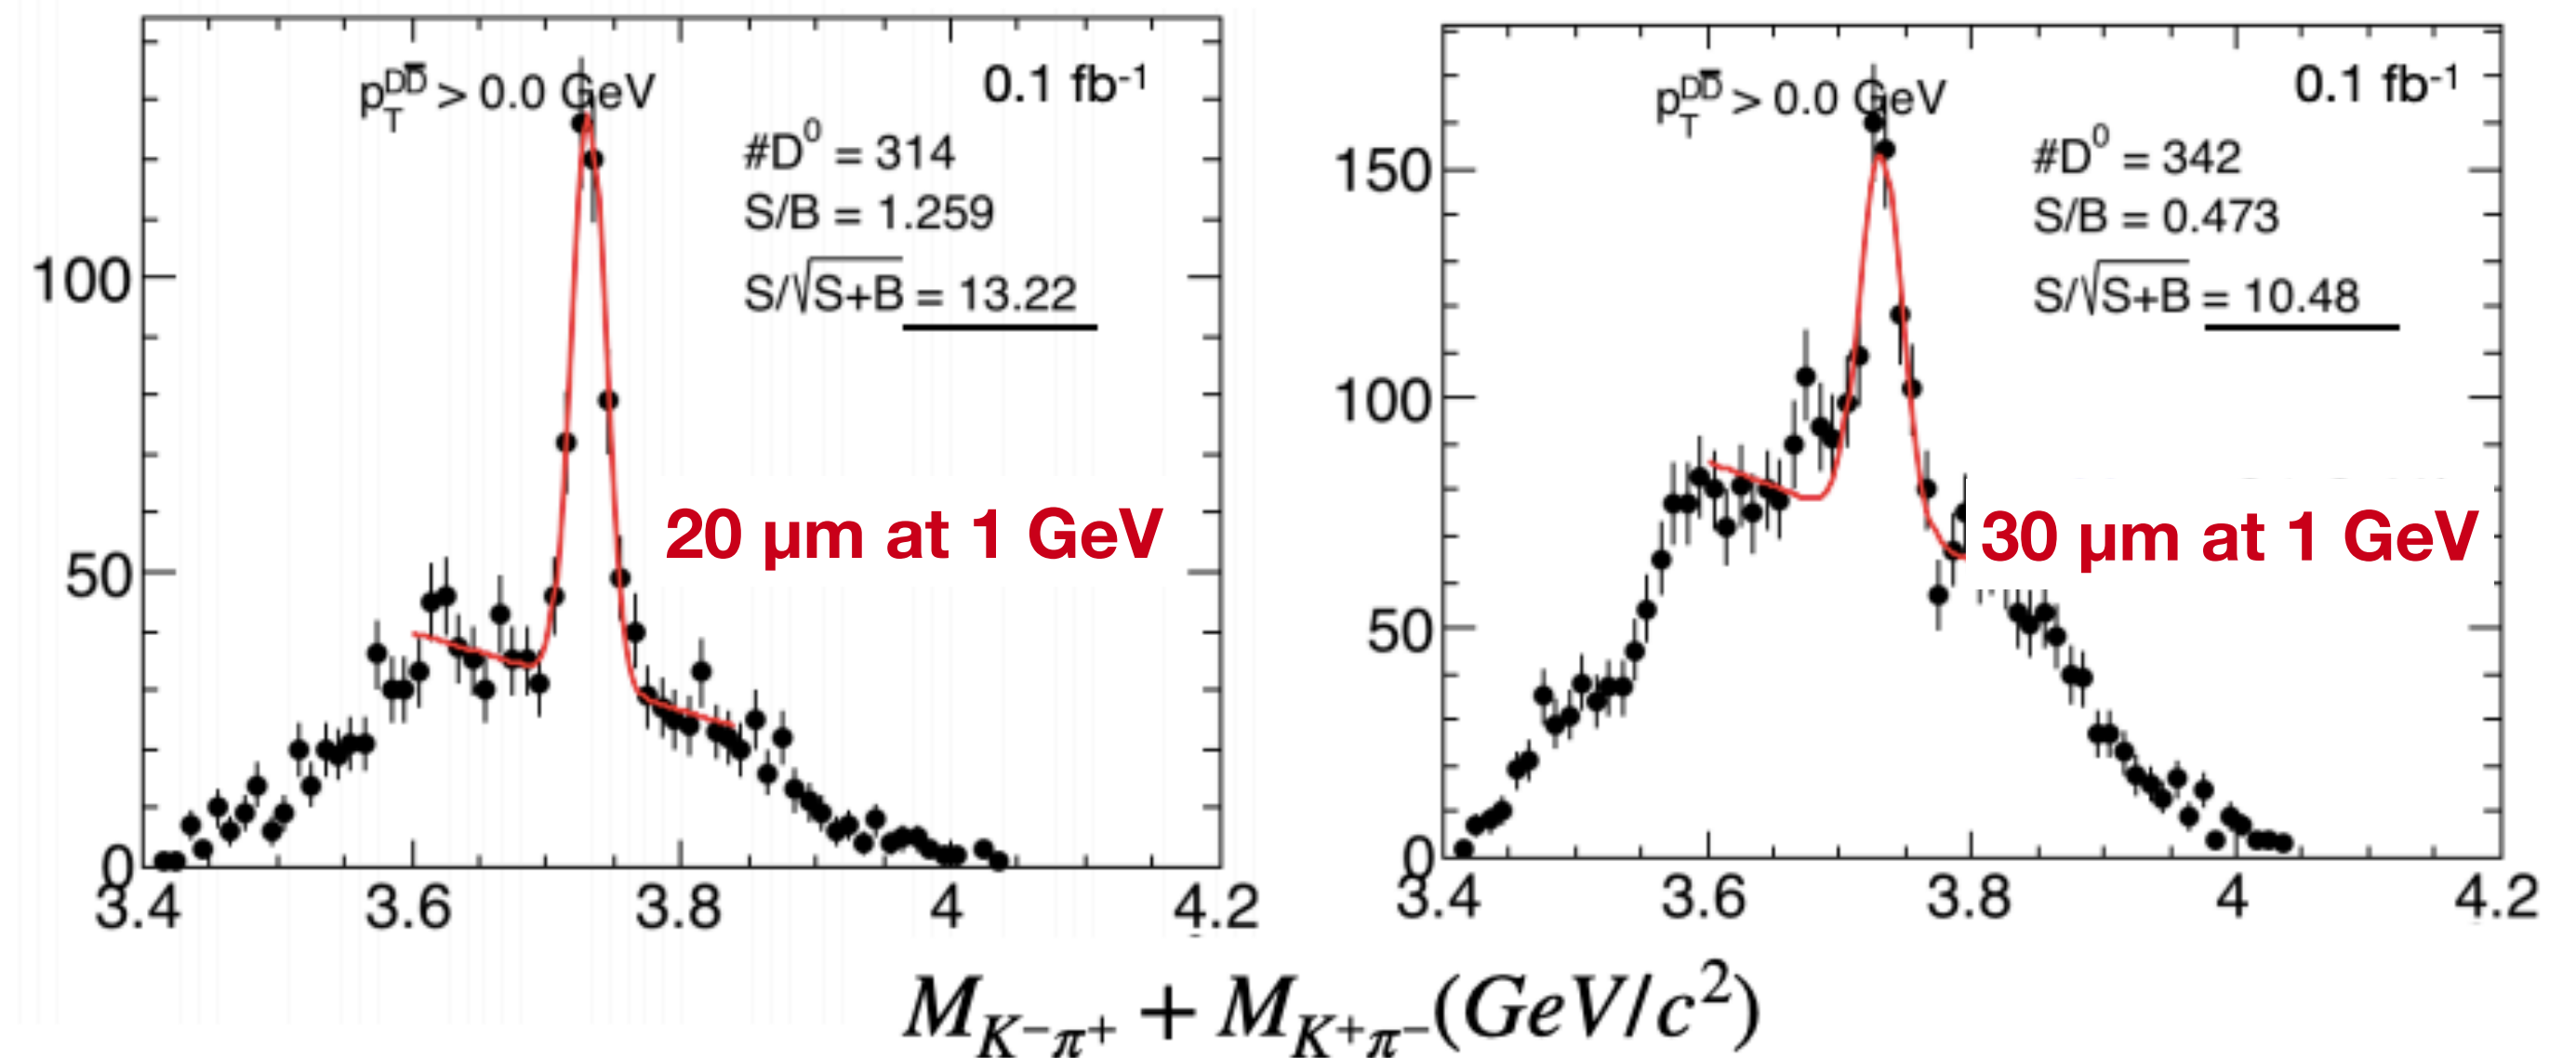 p_T^{DD̄} > 0.0 GeV
0.1 fb⁻¹
#D⁰ = 314
S/B = 1.259
S/√S+B = 13.22
20 µm at 1 GeV
100
50
0
3.4 3.6 3.8 4 4.2
p_T^{DD̄} > 0.0 GeV
0.1 fb⁻¹
#D⁰ = 342
S/B = 0.473
S/√S+B = 10.48
30 µm at 1 GeV
150
100
50
0
3.4 3.6 3.8 4 4.2
M_{K⁻π⁺} + M_{K⁺π⁻}(GeV/c²)